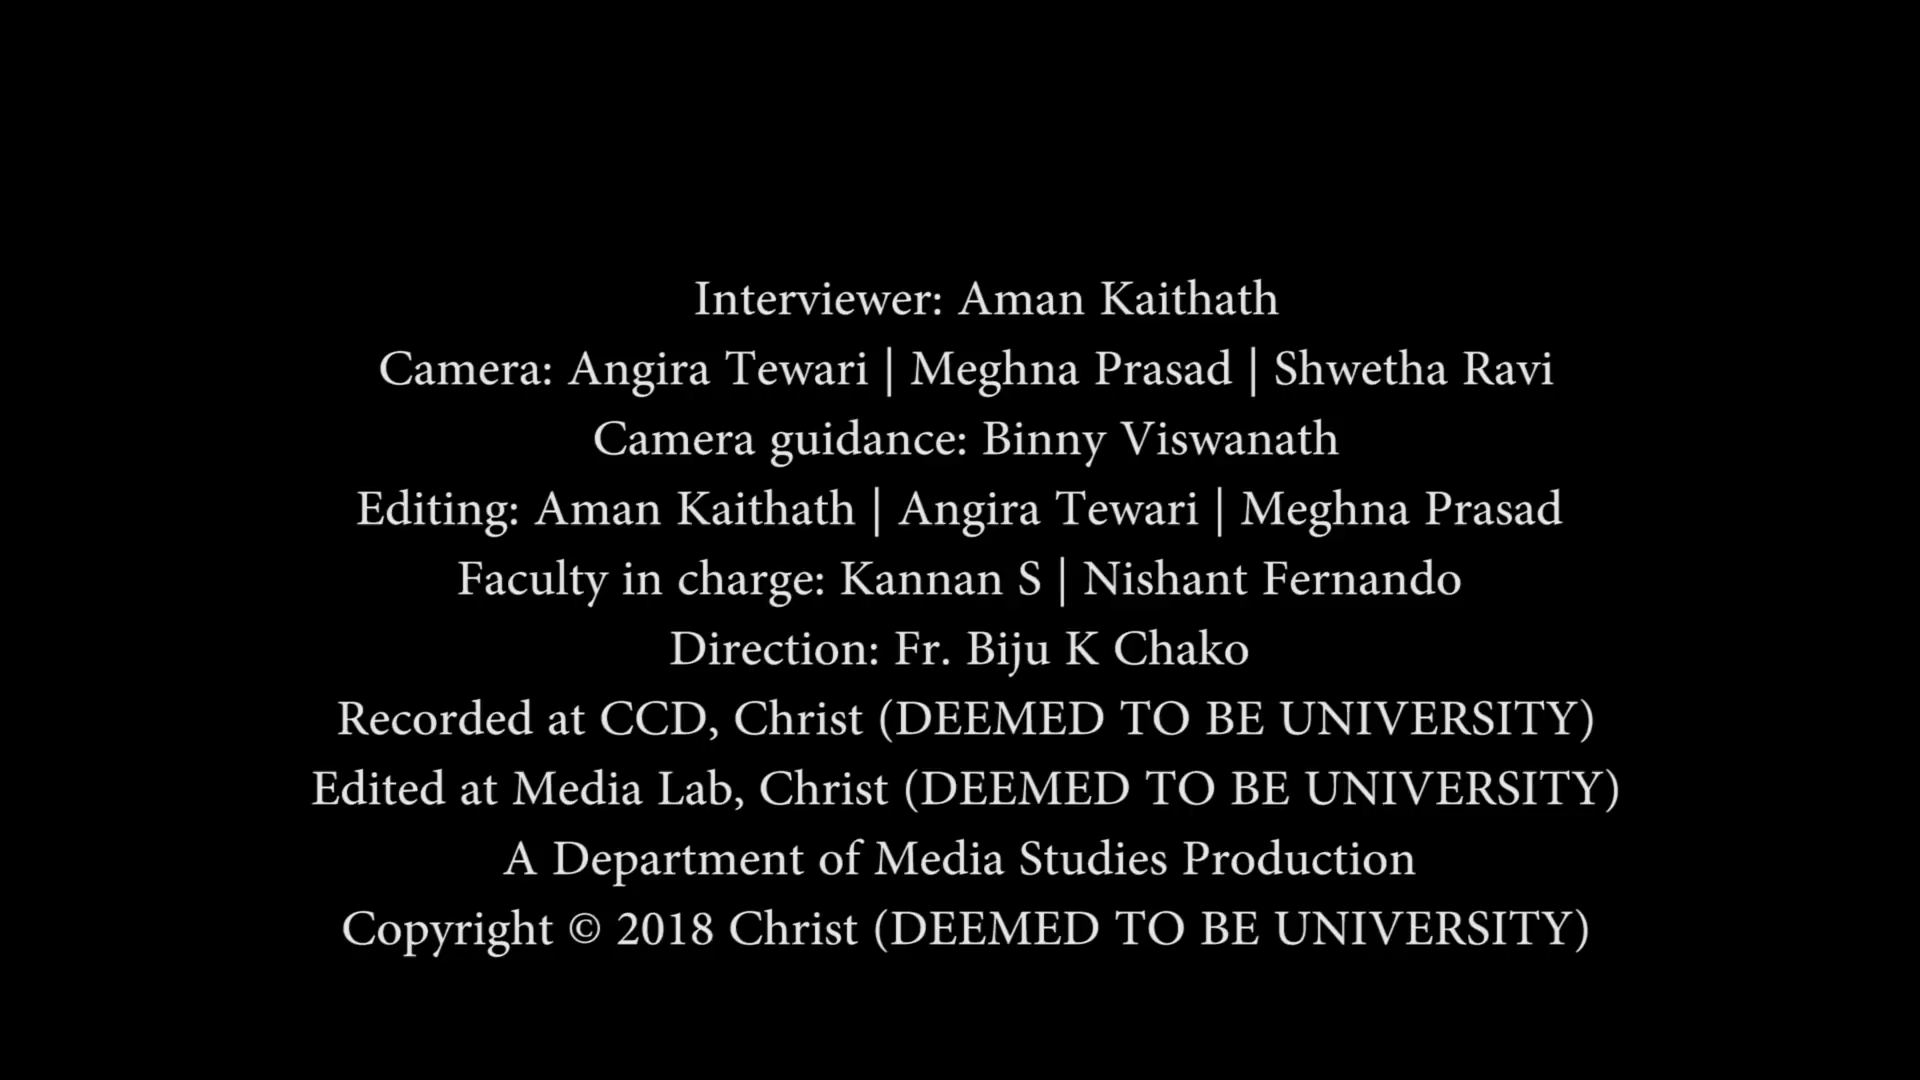 Interviewer: Aman Kaithath
Camera: Angira Tewari | Meghna Prasad | Shwetha Ravi
Camera guidance: Binny Viswanath
Editing: Aman Kaithath | Angira Tewari | Meghna Prasad
Faculty in charge: Kannan S | Nishant Fernando
Direction: Fr. Biju K Chako
Recorded at CCD, Christ (DEEMED TO BE UNIVERSITY)
Edited at Media Lab, Christ (DEEMED TO BE UNIVERSITY)
A Department of Media Studies Production
Copyright © 2018 Christ (DEEMED TO BE UNIVERSITY)